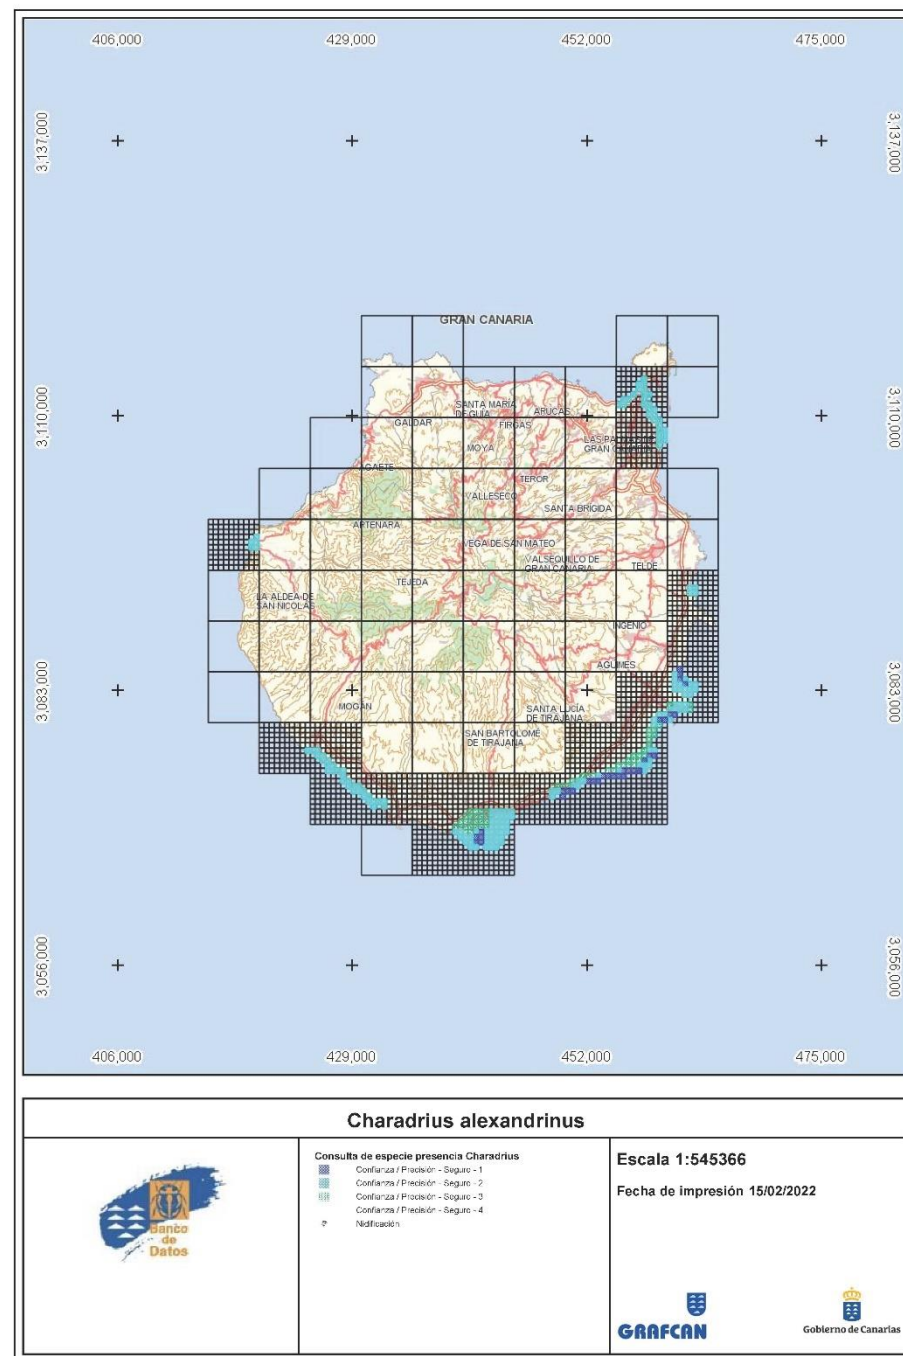 406,000 429,000 452,000 475,000
3,137,000 3,137,000
GRAN CANARIA
SANTA MARIA
DE GUIA
ARUCAS
GALDAR
FIRGAS
3,110,000 3,110,000
MOYA
LAS PA
GRAN C
TEROR
VALLESECO
SANTA BRIGIDA
ARTENARA
VEGA DE SAN MATEO
VALSEQUILLO DE
GRAN CANARIA
TELDE
TEJEDA
LA ALDEA DE
SAN NICOLAS
INGENIO
AGUIMES
3,083,000 3,083,000
MOGAN
SANTA LUCÍA
DE TIRAJANA
SAN BARTOLOMÉ
DE TIRAJANA
3,056,000 3,056,000
406,000 429,000 452,000 475,000
Charadrius alexandrinus
Banco
de
Datos
Consulta de especie presencia Charadrius
Confianza / Precisión - Seguro - 1
Confianza / Precisión - Seguro - 2
Confianza / Precisión - Seguro - 3
Confianza / Precisión - Seguro - 4
Nidificación
Escala 1:545366
Fecha de impresión 15/02/2022
GRAFCAN
Gobierno de Canarias